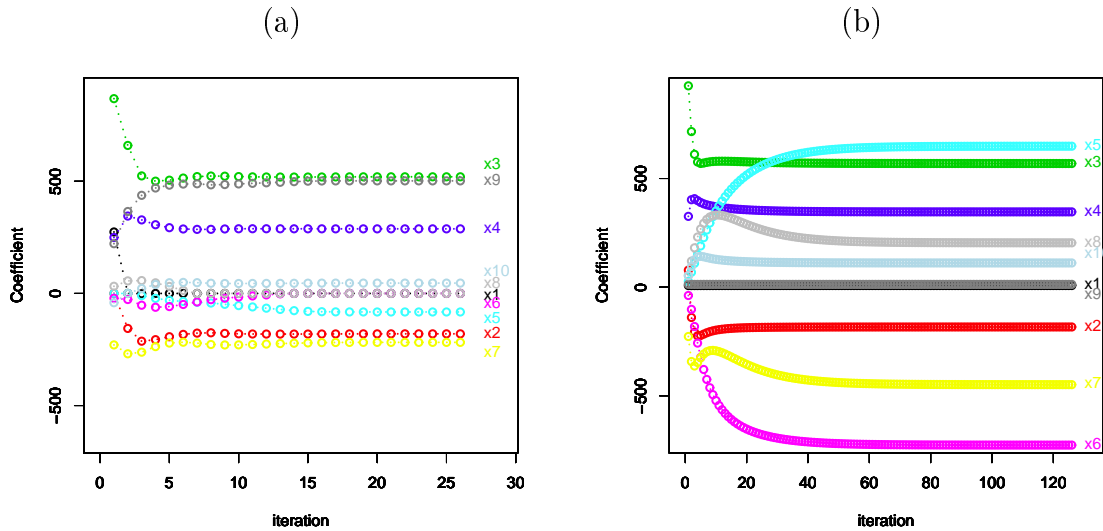 (a)
(b)
Coefficient
500
0
−500
x3
x9
x4
x10
x8
x1
x6
x5
x2
x7
0
5
10
15
20
25
30
iteration
Coefficient
500
0
−500
x5
x3
x4
x8
x1
x9
x2
x7
x6
0
20
40
60
80
100
120
iteration